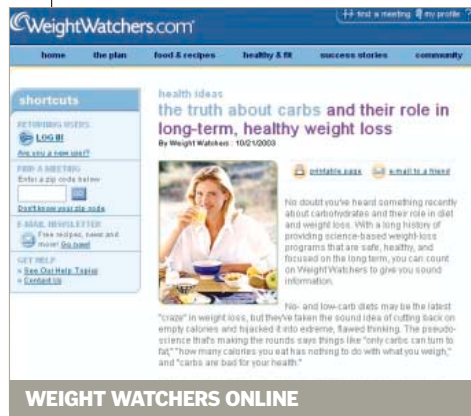 WeightWatchers.com
find a meeting my profile
home the plan food & recipes healthy & fit success stories community
shortcuts
RETURNING USERS
LOG IN
Are you a new user?
FIND A MEETING
Enter a zip code below
Don't know your zip code
E-MAIL NEWSLETTER
Free recipes, news and
more! Go now!
GET HELP
» See Our Help Topics
» Contact Us
health ideas
the truth about carbs and their role in
long-term, healthy weight loss
By Weight Watchers : 10/21/2003
printable page e-mail to a friend
No doubt you've heard something recently
about carbohydrates and their role in diet
and weight loss. With a long history of
providing science-based weight-loss
programs that are safe, healthy, and
focused on the long term, you can count
on WeightWatchers to give you sound
information.
No- and low-carb diets may be the latest
"craze" in weight loss, but they've taken the sound idea of cutting back on
empty calories and hijacked it into extreme, flawed thinking. The pseudo-
science that's making the rounds says things like "only carbs can turn to
fat," "how many calories you eat has nothing to do with what you weigh,"
and "carbs are bad for your health."
WEIGHT WATCHERS ONLINE